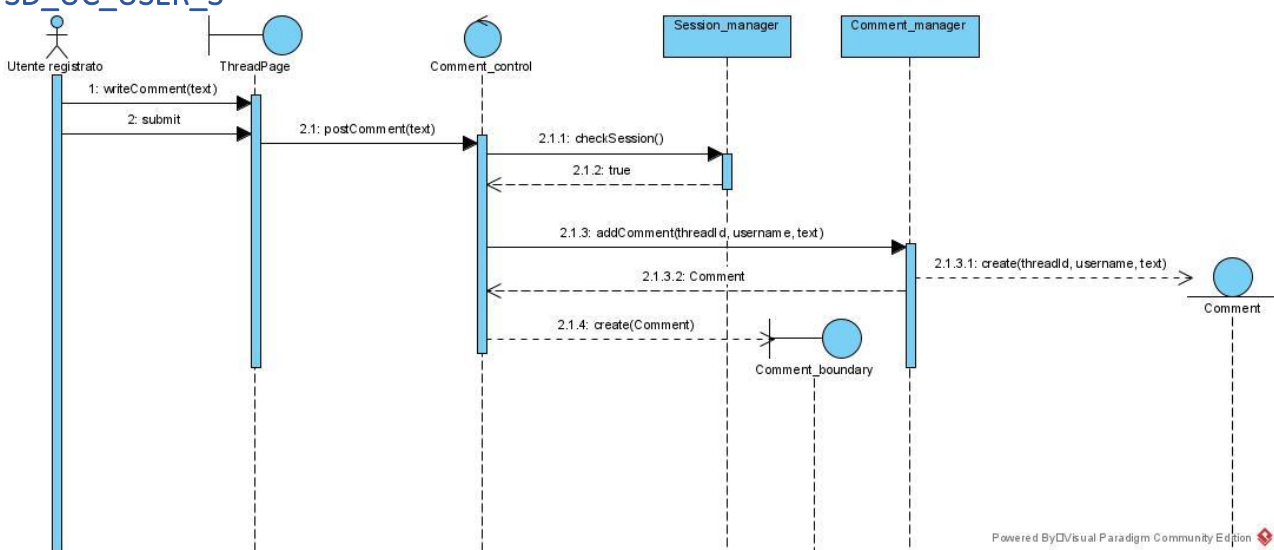 SD_UC_USER_3
Session_manager
Comment_manager
Utente registrato
ThreadPage
Comment_control
1: writeComment(text)
2: submit
2.1: postComment(text)
2.1.1: checkSession()
2.1.2: true
2.1.3: addComment(threadId, username, text)
2.1.3.1: create(threadId, username, text)
2.1.3.2: Comment
Comment
2.1.4: create(Comment)
Comment_boundary
Powered By Visual Paradigm Community Edition